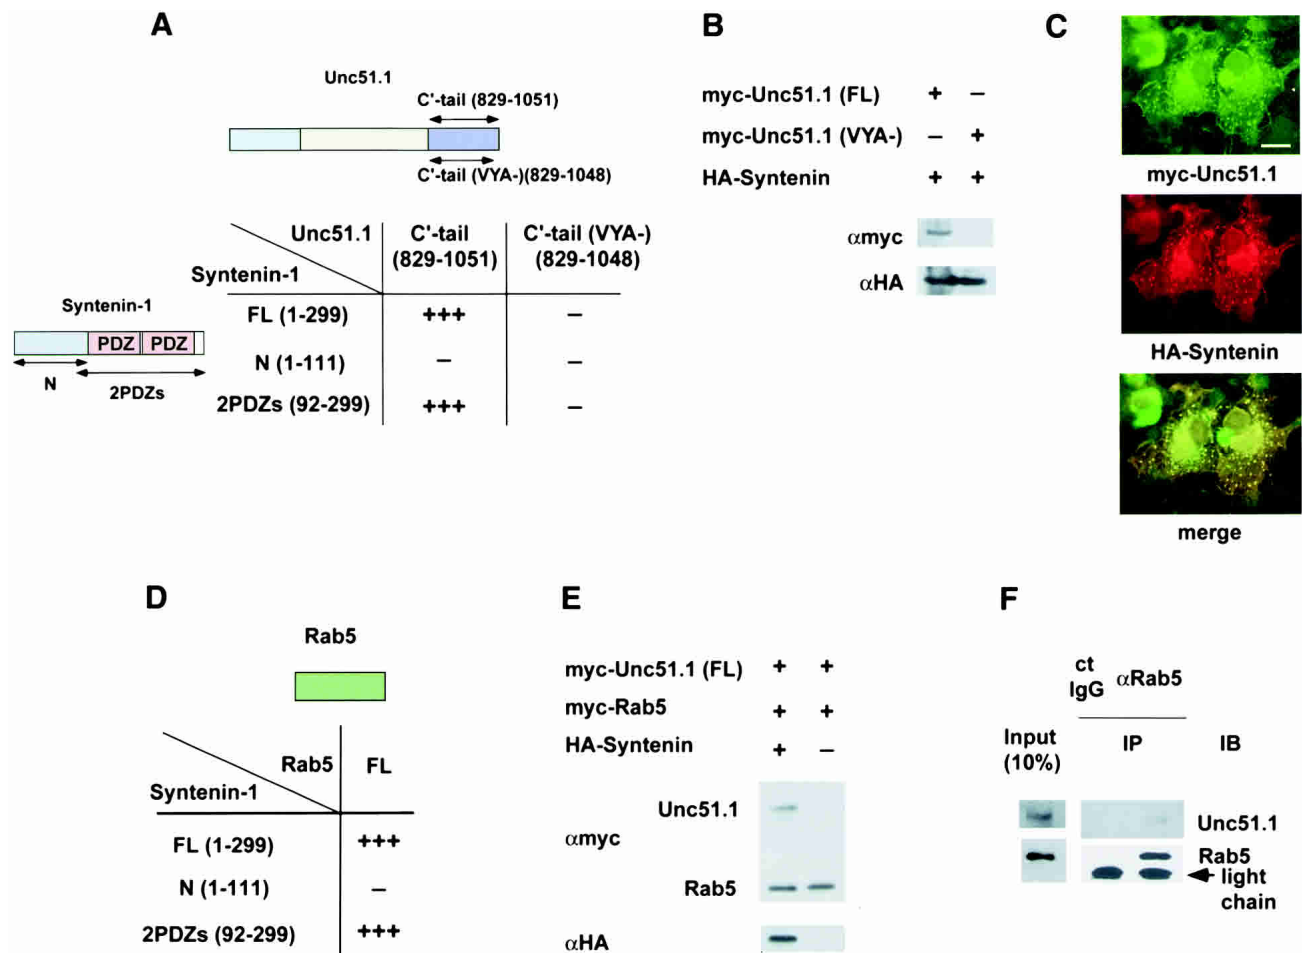 A
Unc51.1
C'-tail (829-1051)
C'-tail (VYA-)(829-1048)
Unc51.1
Syntenin-1
C'-tail
(829-1051)
C'-tail (VYA-)
(829-1048)
FL (1-299)
+++
–
N (1-111)
–
–
2PDZs (92-299)
+++
–
Syntenin-1
PDZ PDZ
N
2PDZs
B
myc-Unc51.1 (FL) + –
myc-Unc51.1 (VYA-) – +
HA-Syntenin + +
αmyc
αHA
C
myc-Unc51.1
HA-Syntenin
merge
D
Rab5
Rab5
Syntenin-1
FL
FL (1-299) +++
N (1-111) –
2PDZs (92-299) +++
E
myc-Unc51.1 (FL) + +
myc-Rab5 + +
HA-Syntenin + –
Unc51.1
αmyc
Rab5
αHA
F
ct
IgG
αRab5
Input
(10%)
IP
IB
Unc51.1
Rab5
light
chain